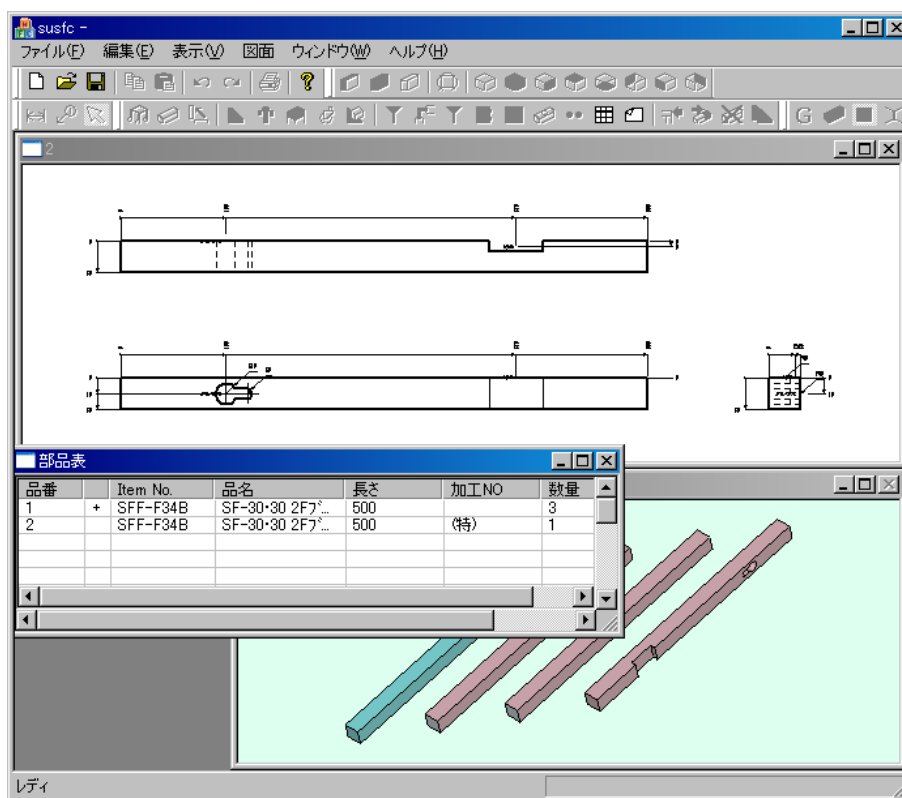 susfc -
ファイル(F) 編集(E) 表示(V) 図面 ウィンドウ(W) ヘルプ(H)
G
2
部品表
品番 Item No. 品名 長さ 加工NO 数量
1 + SFF-F34B SF-30・30 2Fブ... 500 3
2 SFF-F34B SF-30・30 2Fブ... 500 (特) 1
レディ